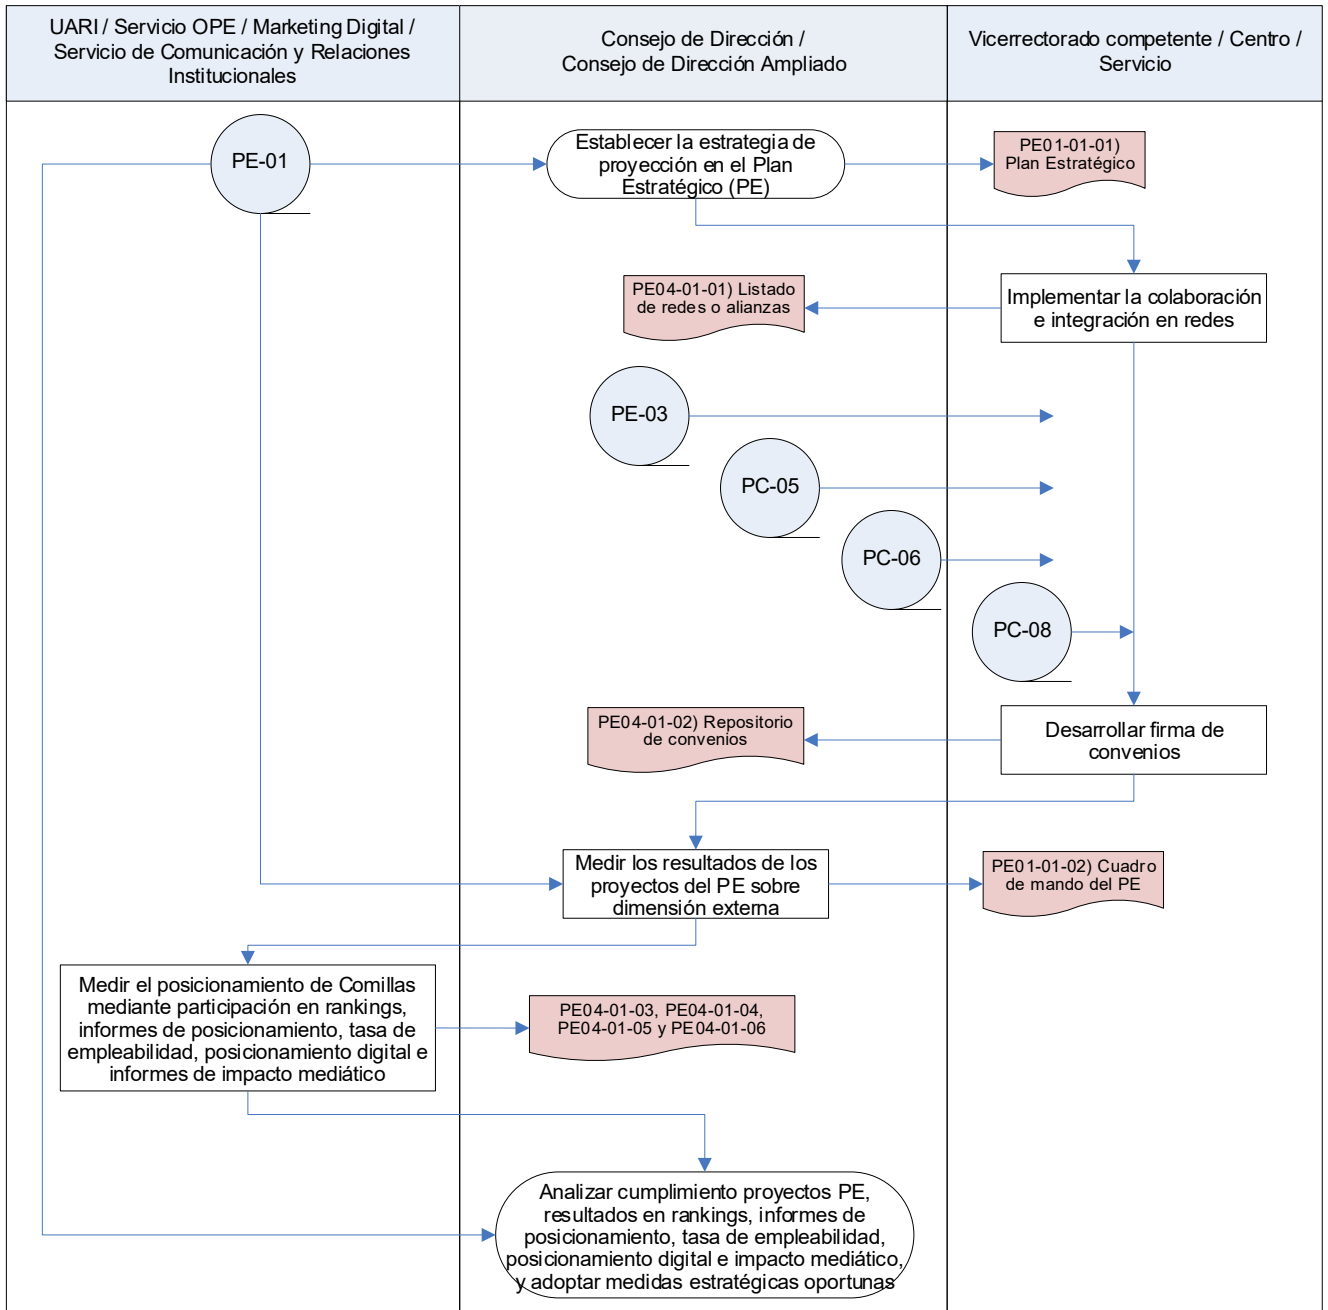 UARI / Servicio OPE / Marketing Digital /
Servicio de Comunicación y Relaciones
Institucionales
Consejo de Dirección /
Consejo de Dirección Ampliado
Vicerrectorado competente / Centro /
Servicio
PE-01
Establecer la estrategia de
proyección en el Plan
Estratégico (PE)
PE01-01-01)
Plan Estratégico
PE04-01-01) Listado
de redes o alianzas
Implementar la colaboración
e integración en redes
PE-03
PC-05
PC-06
PC-08
PE04-01-02) Repositorio
de convenios
Desarrollar firma de
convenios
Medir los resultados de los
proyectos del PE sobre
dimensión externa
PE01-01-02) Cuadro
de mando del PE
Medir el posicionamiento de Comillas
mediante participación en rankings,
informes de posicionamiento, tasa de
empleabilidad, posicionamiento digital e
informes de impacto mediático
PE04-01-03, PE04-01-04,
PE04-01-05 y PE04-01-06
Analizar cumplimiento proyectos PE,
resultados en rankings, informes de
posicionamiento, tasa de empleabilidad,
posicionamiento digital e impacto mediático,
y adoptar medidas estratégicas oportunas